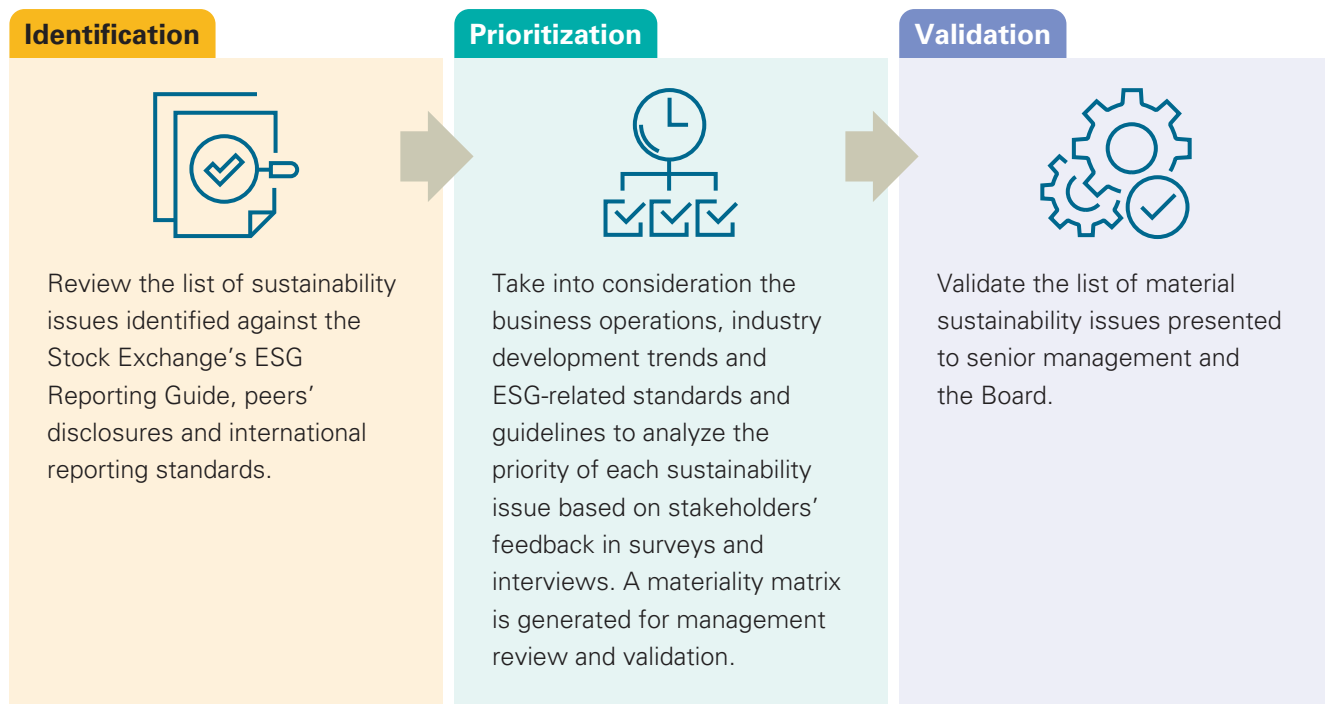 Identification
Review the list of sustainability
issues identified against the
Stock Exchange’s ESG
Reporting Guide, peers’
disclosures and international
reporting standards.
Prioritization
Take into consideration the
business operations, industry
development trends and
ESG-related standards and
guidelines to analyze the
priority of each sustainability
issue based on stakeholders’
feedback in surveys and
interviews. A materiality matrix
is generated for management
review and validation.
Validation
Validate the list of material
sustainability issues presented
to senior management and
the Board.